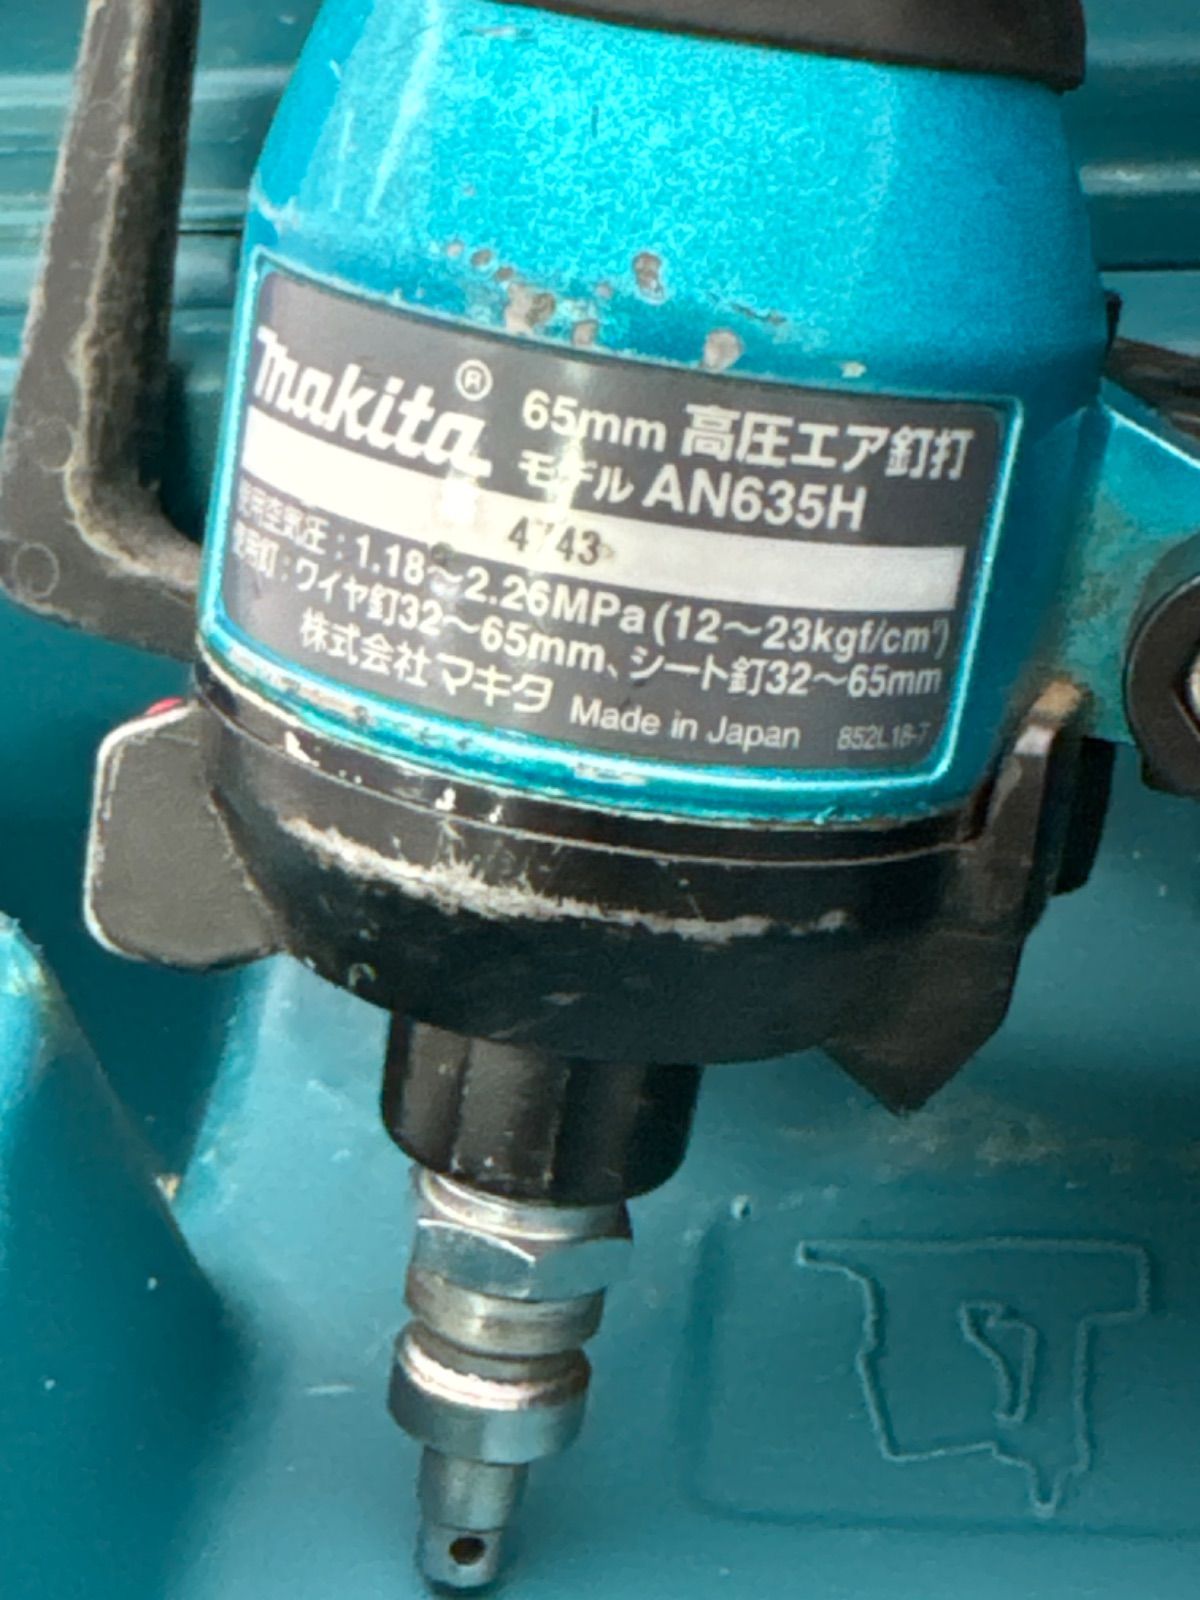 makita® 65mm 高圧エア釘打
モデル AN635H
4743
使用空気圧：1.18～2.26MPa(12～23kgf/cm²)
使用釘：ワイヤ釘32～65mm、シート釘32～65mm
株式会社マキタ Made in Japan 852L18-7